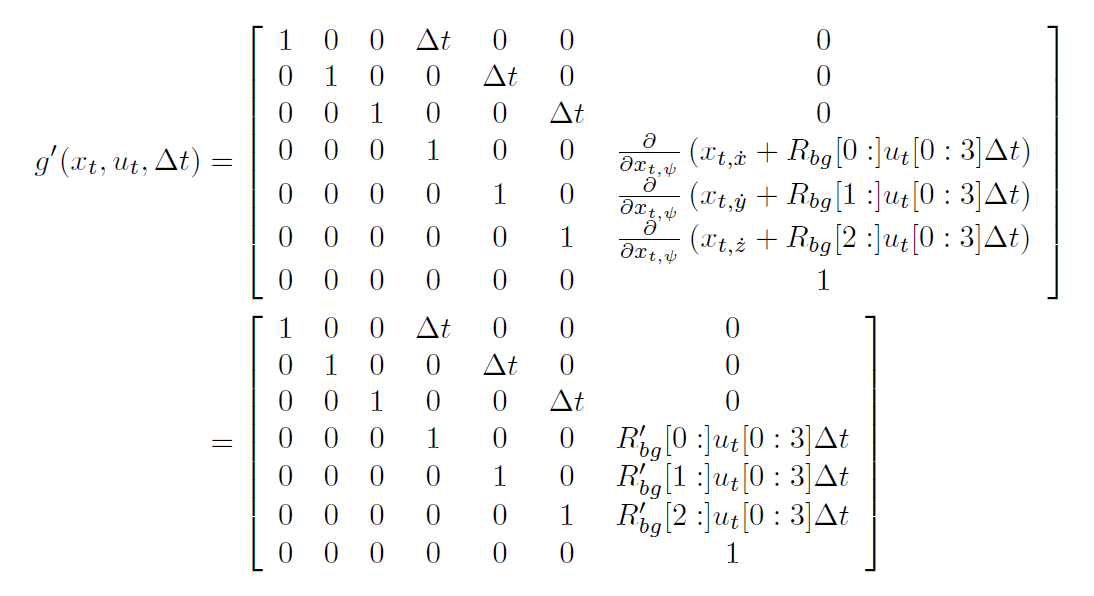 g′(x_t, u_t, Δt) =
1 0 0 Δt 0 0 0
0 1 0 0 Δt 0 0
0 0 1 0 0 Δt 0
0 0 0 1 0 0 ∂/∂x_{t,ψ} (x_{t,ẋ} + R_{bg}[0 :]u_t[0 : 3]Δt)
0 0 0 0 1 0 ∂/∂x_{t,ψ} (x_{t,ẏ} + R_{bg}[1 :]u_t[0 : 3]Δt)
0 0 0 0 0 1 ∂/∂x_{t,ψ} (x_{t,ż} + R_{bg}[2 :]u_t[0 : 3]Δt)
0 0 0 0 0 0 1
=
1 0 0 Δt 0 0 0
0 1 0 0 Δt 0 0
0 0 1 0 0 Δt 0
0 0 0 1 0 0 R′_{bg}[0 :]u_t[0 : 3]Δt
0 0 0 0 1 0 R′_{bg}[1 :]u_t[0 : 3]Δt
0 0 0 0 0 1 R′_{bg}[2 :]u_t[0 : 3]Δt
0 0 0 0 0 0 1